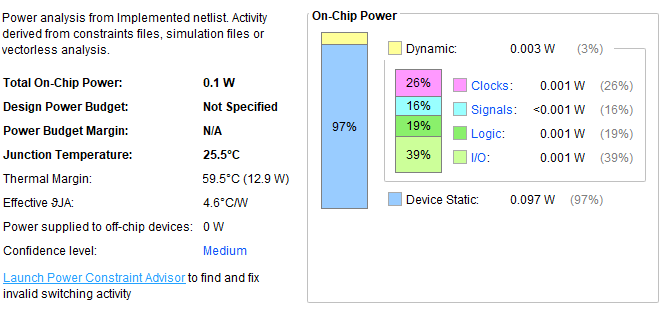 Power analysis from Implemented netlist. Activity
derived from constraints files, simulation files or
vectorless analysis.
Total On-Chip Power: 0.1 W
Design Power Budget: Not Specified
Power Budget Margin: N/A
Junction Temperature: 25.5°C
Thermal Margin: 59.5°C (12.9 W)
Effective ϑJA: 4.6°C/W
Power supplied to off-chip devices: 0 W
Confidence level: Medium
Launch Power Constraint Advisor to find and fix
invalid switching activity
On-Chip Power
Dynamic: 0.003 W (3%)
26% Clocks: 0.001 W (26%)
16% Signals: <0.001 W (16%)
97%
19% Logic: 0.001 W (19%)
39% I/O: 0.001 W (39%)
Device Static: 0.097 W (97%)